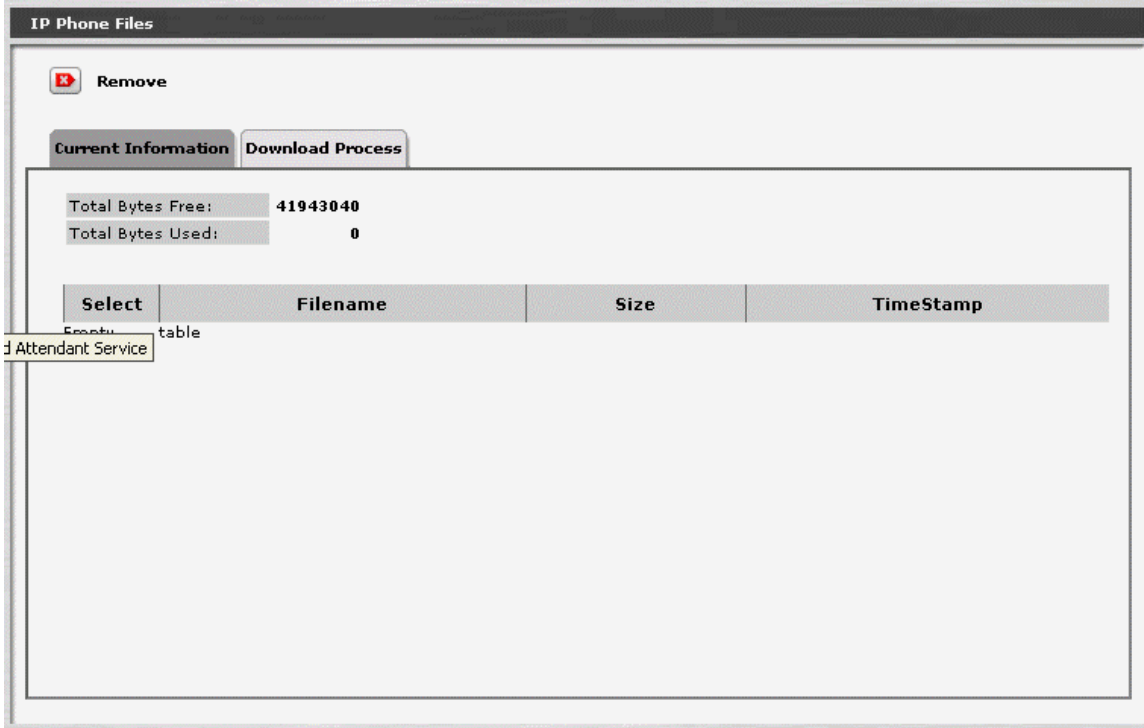 IP Phone Files
Remove
Current Information Download Process
Total Bytes Free: 41943040
Total Bytes Used: 0
Select Filename Size TimeStamp
Empty table
d Attendant Service